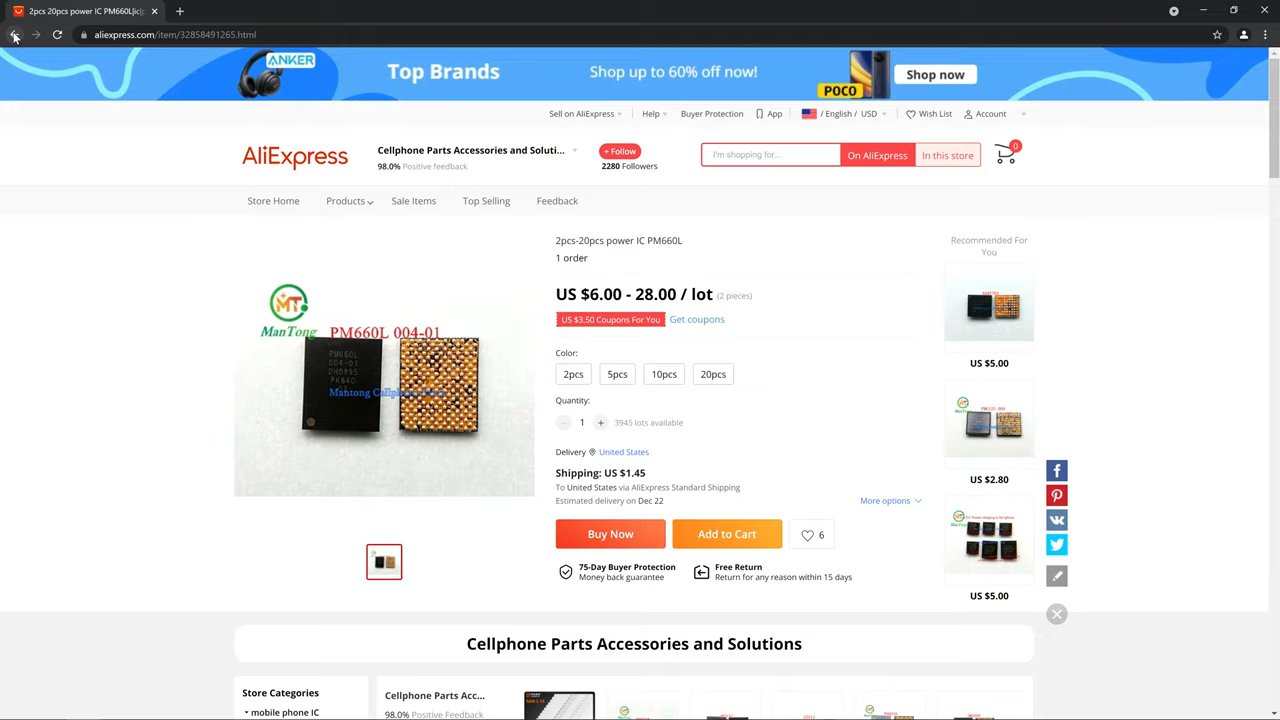 2pcs 20pcs power IC PM660L|ic|
aliexpress.com/item/32858491265.html
ANKER
Top Brands
Shop up to 60% off now!
POCO
Shop now
Sell on AliExpress
Help
Buyer Protection
App
/ English / USD
Wish List
Account
AliExpress
Cellphone Parts Accessories and Soluti...
98.0% Positive feedback
+ Follow
2280 Followers
I'm shopping for...
On AliExpress
In this store
0
Store Home
Products
Sale Items
Top Selling
Feedback
2pcs-20pcs power IC PM660L
1 order
US $6.00 - 28.00 / lot (2 pieces)
US $3.50 Coupons For You
Get coupons
Color:
2pcs
5pcs
10pcs
20pcs
Quantity:
1
+
3945 lots available
Delivery
United States
Shipping: US $1.45
To United States via AliExpress Standard Shipping
Estimated delivery on Dec 22
More options
Buy Now
Add to Cart
6
75-Day Buyer Protection
Money back guarantee
Free Return
Return for any reason within 15 days
MT
ManTong
PM660L 004-01
PM660L
004-01
Recommended For
You
US $5.00
US $2.80
US $5.00
Cellphone Parts Accessories and Solutions
Store Categories
mobile phone IC
Cellphone Parts Acc...
98.0% Positive Feedback